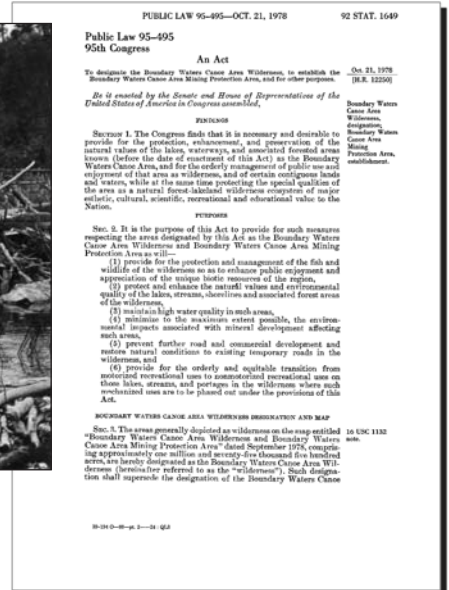 PUBLIC LAW 95-495—OCT. 21, 1978
92 STAT. 1649
Public Law 95-495
95th Congress
An Act
To designate the Boundary Waters Canoe Area Wilderness, to establish the
Boundary Waters Canoe Area Mining Protection Area, and for other purposes.
Oct. 21, 1978
[H.R. 12250]
Be it enacted by the Senate and House of Representatives of the
United States of America in Congress assembled,
Boundary Waters
Canoe Area
Wilderness,
designation;
Boundary Waters
Canoe Area
Mining
Protection Area,
establishment.
FINDINGS
SECTION 1. The Congress finds that it is necessary and desirable to
provide for the protection, enhancement, and preservation of the
natural values of the lakes, waterways, and associated forested areas
known (before the date of enactment of this Act) as the Boundary
Waters Canoe Area, and for the orderly management of public use and
enjoyment of that area as wilderness, and of certain contiguous lands
and waters, while at the same time protecting the special qualities of
the area as a natural forest-lakeland wilderness ecosystem of major
esthetic, cultural, scientific, recreational and educational value to the
Nation.
PURPOSES
SEC. 2. It is the purpose of this Act to provide for such measures
respecting the areas designated by this Act as the Boundary Waters
Canoe Area Wilderness and Boundary Waters Canoe Area Mining
Protection Area as will—
(1) provide for the protection and management of the fish and
wildlife of the wilderness so as to enhance public enjoyment and
appreciation of the unique biotic resources of the region,
(2) protect and enhance the natural values and environmental
quality of the lakes, streams, shorelines and associated forest areas
of the wilderness,
(3) maintain high water quality in such areas,
(4) minimize to the maximum extent possible, the environ-
mental impacts associated with mineral development affecting
such areas,
(5) prevent further road and commercial development and
restore natural conditions to existing temporary roads in the
wilderness, and
(6) provide for the orderly and equitable transition from
motorized recreational uses to nonmotorized recreational uses on
those lakes, streams, and portages in the wilderness where such
mechanized uses are to be phased out under the provisions of this
Act.
BOUNDARY WATERS CANOE AREA WILDERNESS DESIGNATION AND MAP
SEC. 3. The areas generally depicted as wilderness on the map entitled
"Boundary Waters Canoe Area Wilderness and Boundary Waters
Canoe Area Mining Protection Area" dated September 1978, compris-
ing approximately one million and seventy-five thousand five hundred
acres, are hereby designated as the Boundary Waters Canoe Area Wil-
derness (hereinafter referred to as the "wilderness"). Such designa-
tion shall supersede the designation of the Boundary Waters Canoe
16 USC 1132
note.